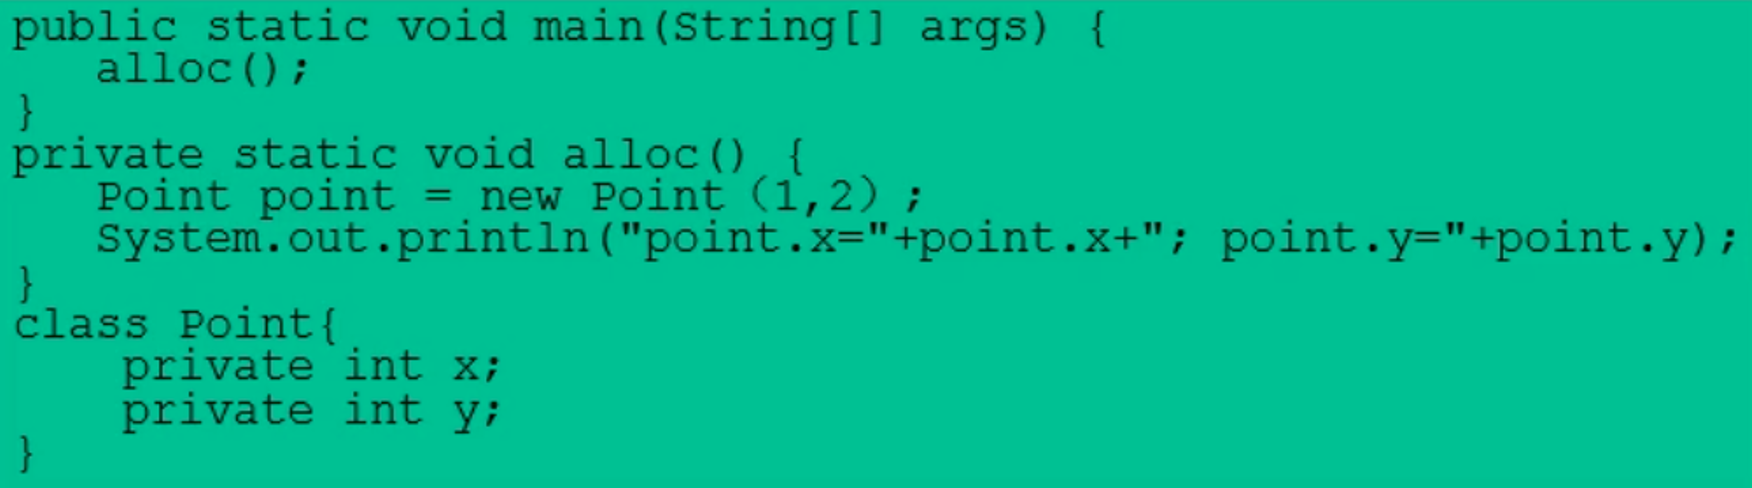 public static void main(String[] args) {
   alloc();
}
private static void alloc() {
   Point point = new Point (1,2) ;
   System.out.println("point.x="+point.x+"; point.y="+point.y);
}
class Point{
    private int x;
    private int y;
}